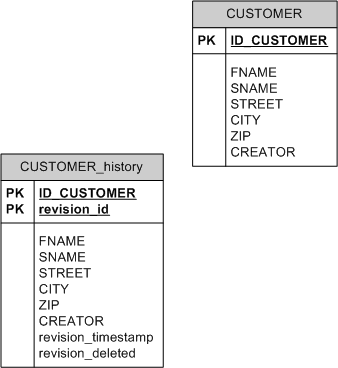 CUSTOMER
PK ID_CUSTOMER
FNAME
SNAME
STREET
CITY
ZIP
CREATOR
CUSTOMER_history
PK ID_CUSTOMER
PK revision_id
FNAME
SNAME
STREET
CITY
ZIP
CREATOR
revision_timestamp
revision_deleted